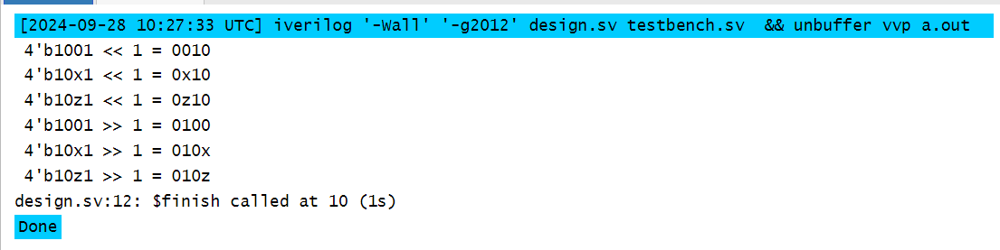 [2024-09-28 10:27:33 UTC] iverilog '-Wall' '-g2012' design.sv testbench.sv && unbuffer vvp a.out
4'b1001 << 1 = 0010
4'b10x1 << 1 = 0x10
4'b10z1 << 1 = 0z10
4'b1001 >> 1 = 0100
4'b10x1 >> 1 = 010x
4'b10z1 >> 1 = 010z
design.sv:12: $finish called at 10 (1s)
Done